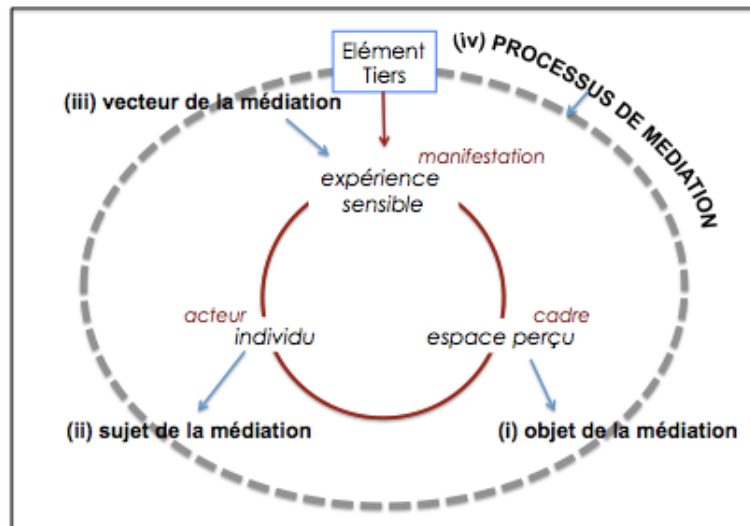 Elément
Tiers
(iv) PROCESSUS DE MEDIATION
(iii) vecteur de la médiation
manifestation
expérience
sensible
acteur
individu
cadre
espace perçu
(ii) sujet de la médiation
(i) objet de la médiation